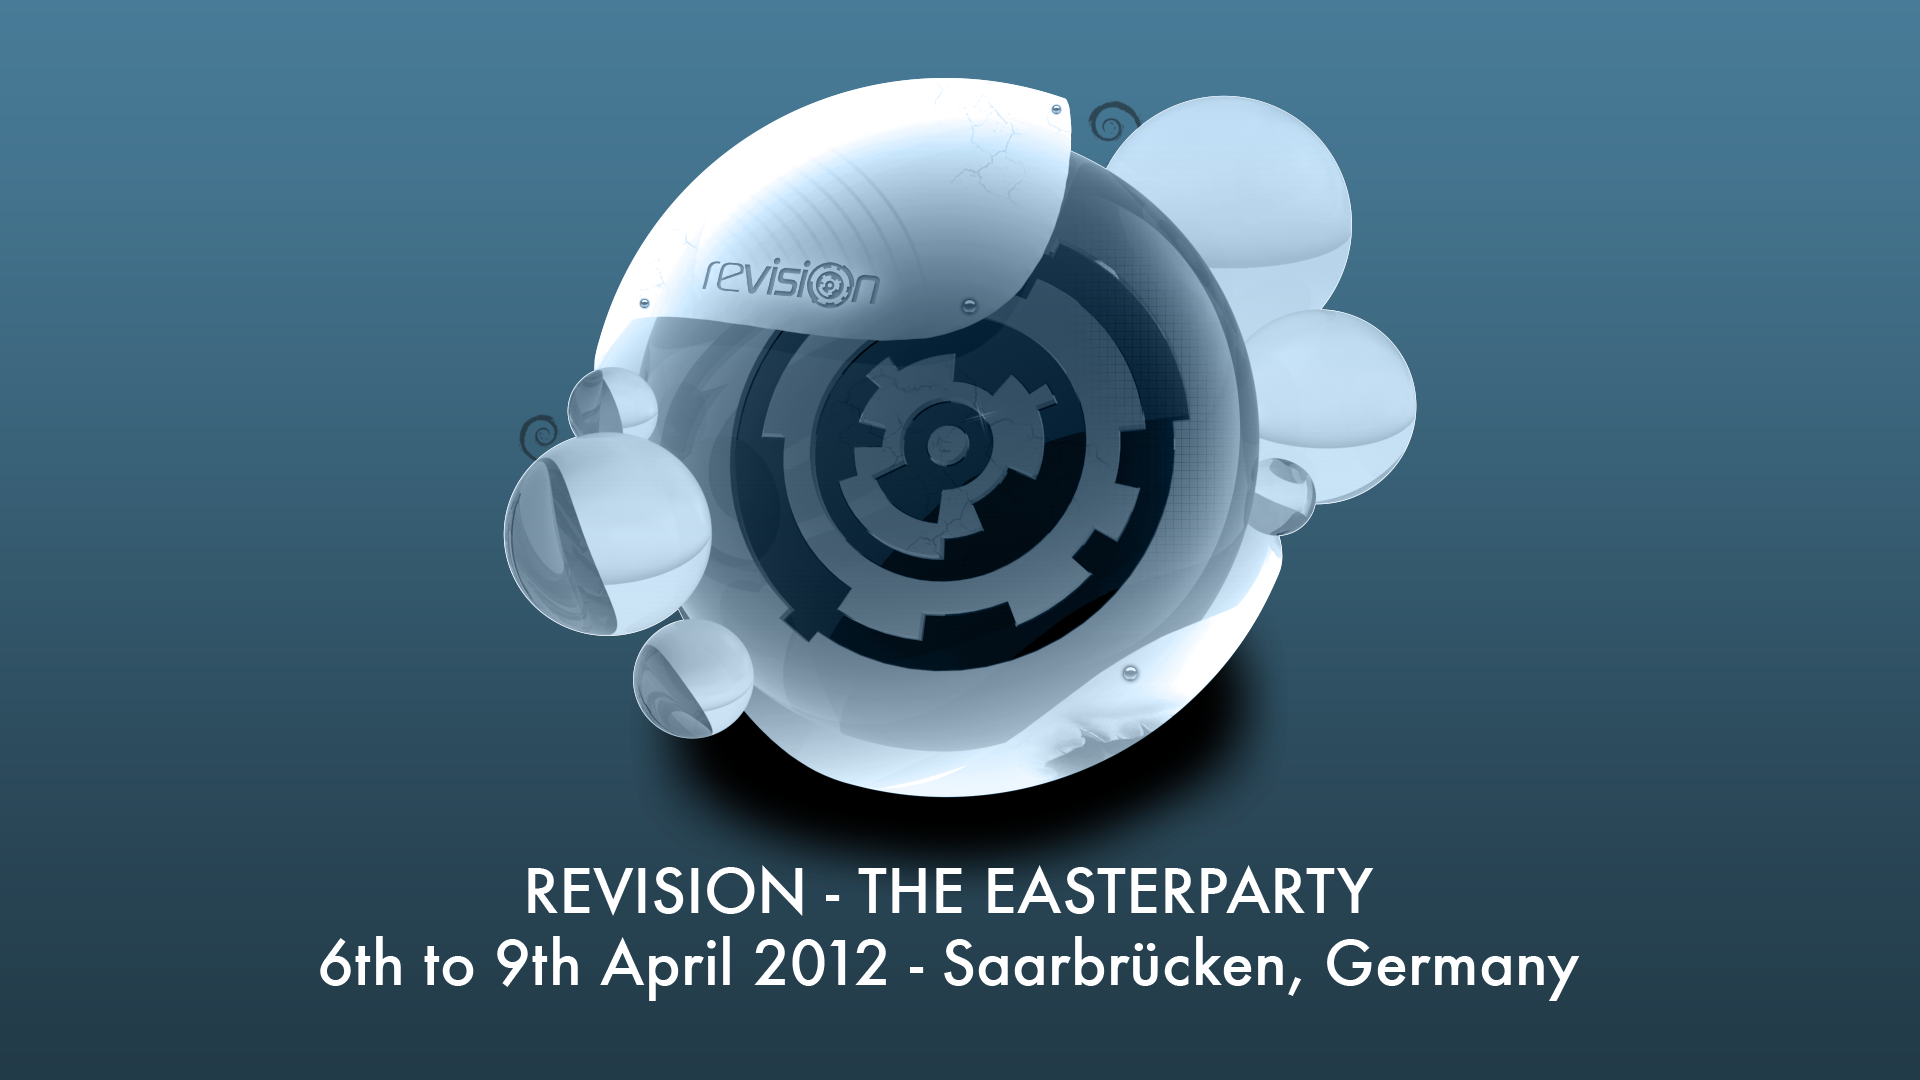 revision
REVISION - THE EASTERPARTY
6th to 9th April 2012 - Saarbrücken, Germany